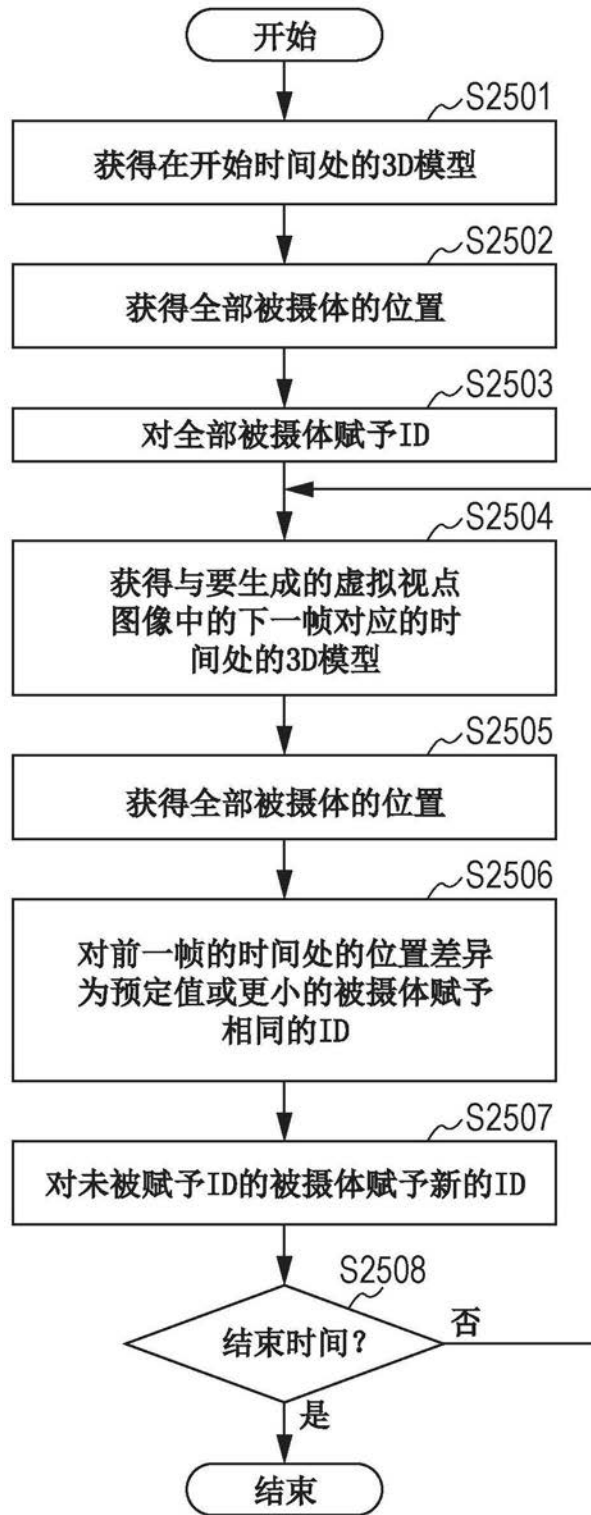 开始
S2501
获得在开始时间处的3D模型
S2502
获得全部被摄体的位置
S2503
对全部被摄体赋予ID
S2504
获得与要生成的虚拟视点
图像中的下一帧对应的时
间处的3D模型
S2505
获得全部被摄体的位置
S2506
对前一帧的时间处的位置差异
为预定值或更小的被摄体赋予
相同的ID
S2507
对未被赋予ID的被摄体赋予新的ID
S2508
结束时间?
否
是
结束